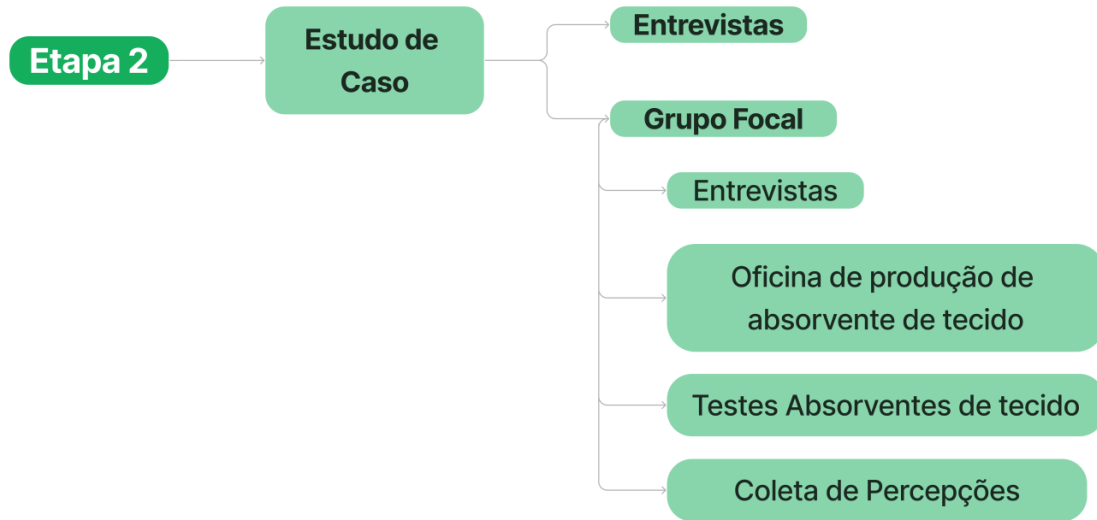 Etapa 2
Estudo de
Caso
Entrevistas
Grupo Focal
Entrevistas
Oficina de produção de
absorvente de tecido
Testes Absorventes de tecido
Coleta de Percepções